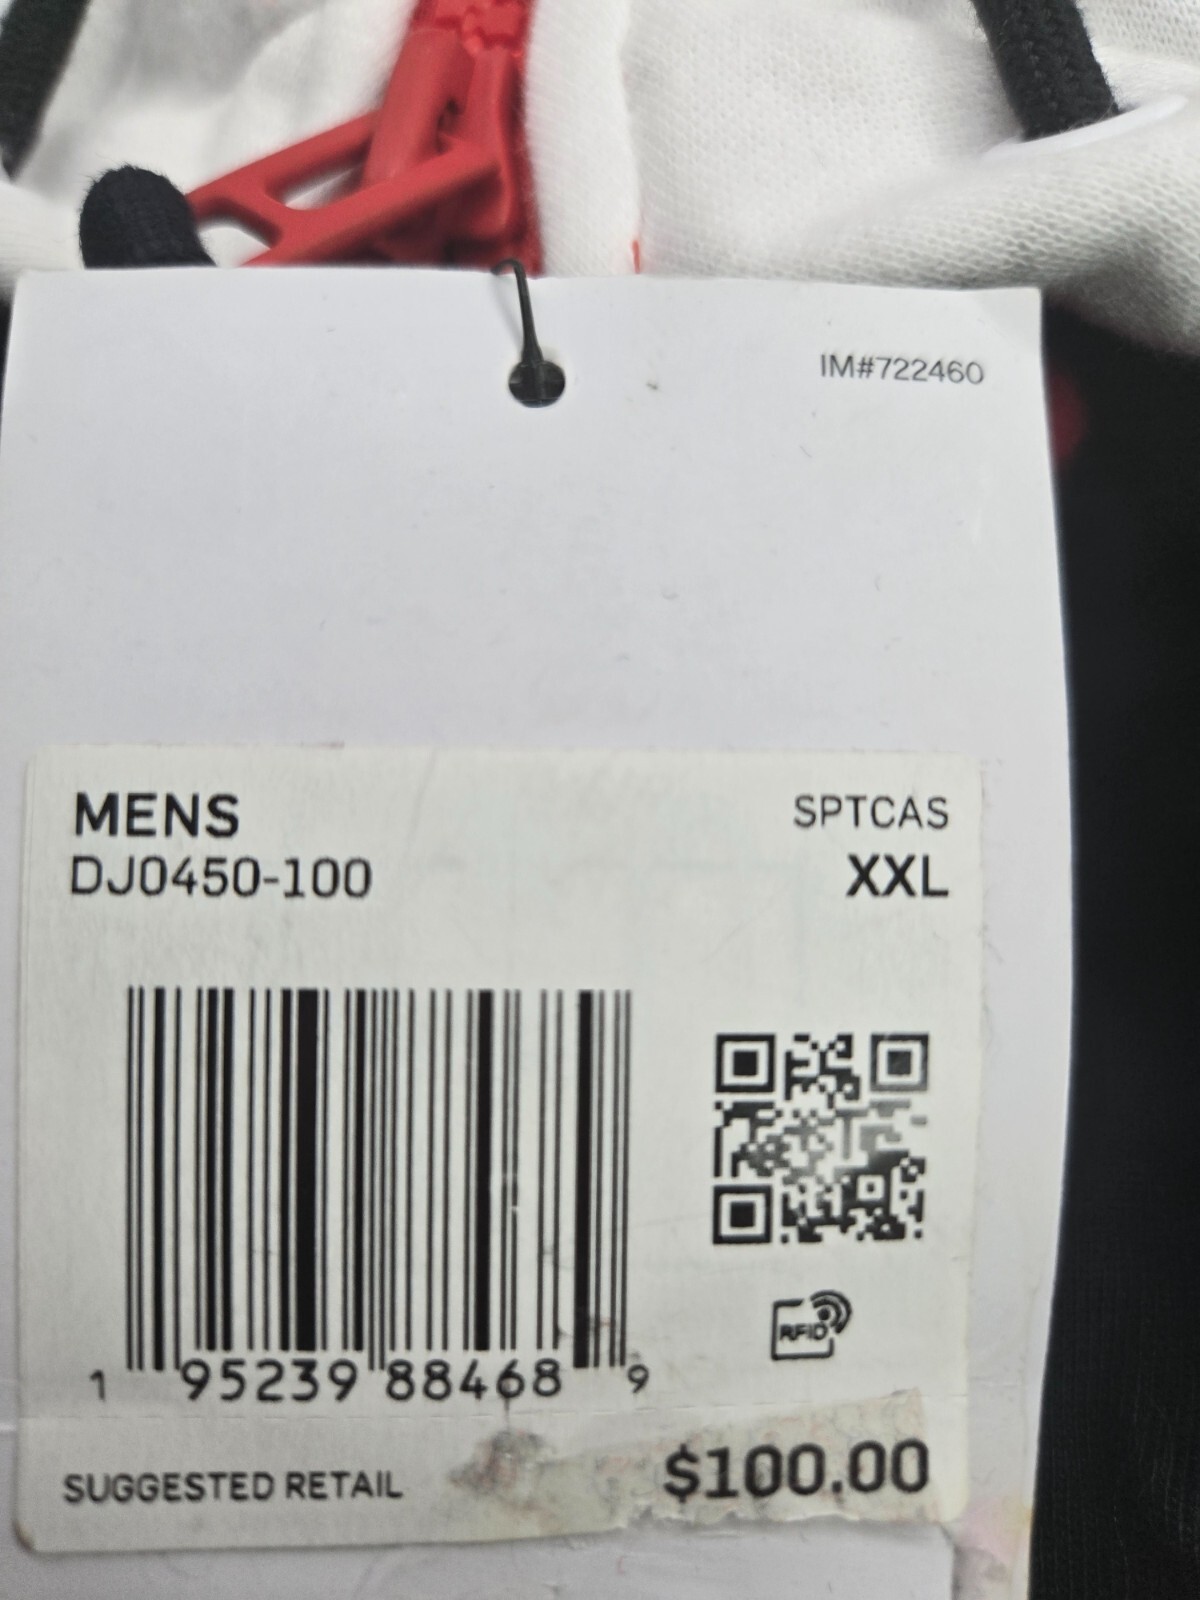 IM#722460
MENS
SPTCAS
DJ0450-100
XXL
1 95239 88468 9
RFID
SUGGESTED RETAIL
$100.00